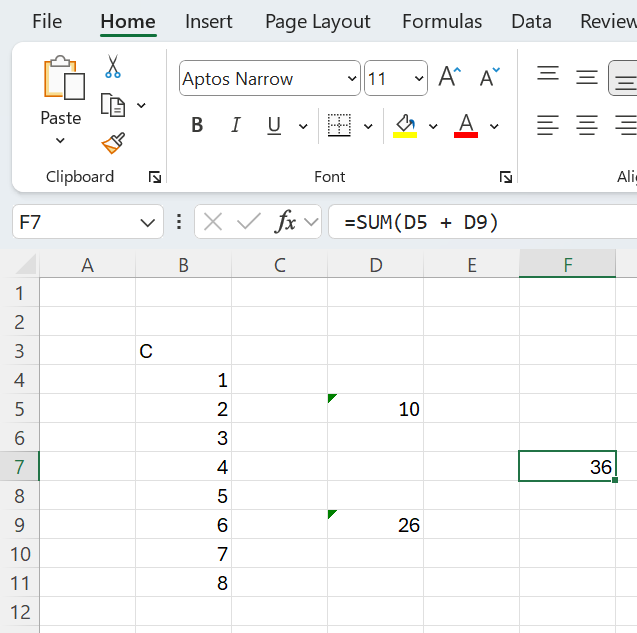 File Home Insert Page Layout Formulas Data Review
Paste
Aptos Narrow 11 A A
B I U A
Clipboard Font Ali
F7 fx =SUM(D5 + D9)
A B C D E F
1
2
3 C
4 1
5 2 10
6 3
7 4 36
8 5
9 6 26
10 7
11 8
12